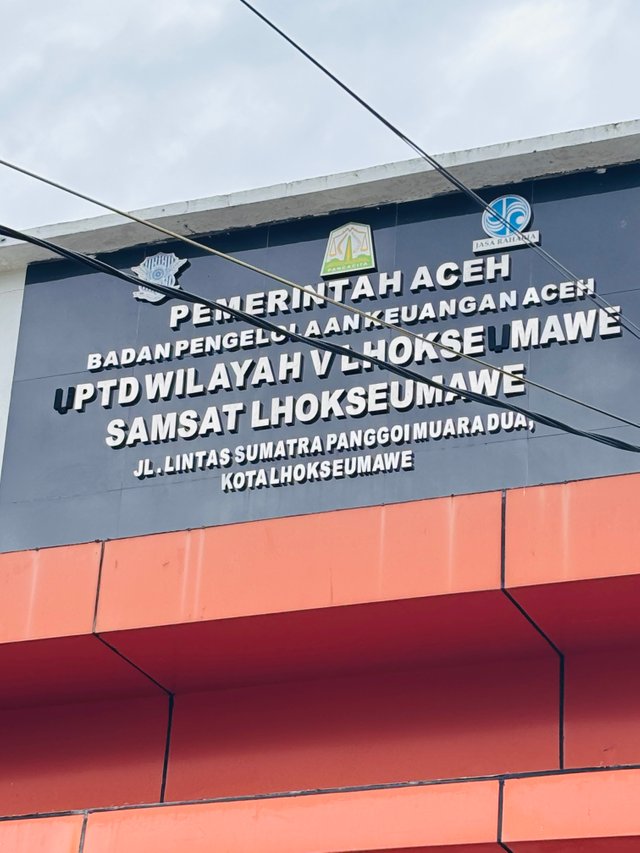 JASA RAHARJA
PANCACITA
PEMERINTAH ACEH
BADAN PENGELOLAAN KEUANGAN ACEH
UPTD WILAYAH V LHOKSEUMAWE
SAMSAT LHOKSEUMAWE
JL. LINTAS SUMATRA PANGGOI MUARA DUA,
KOTA LHOKSEUMAWE